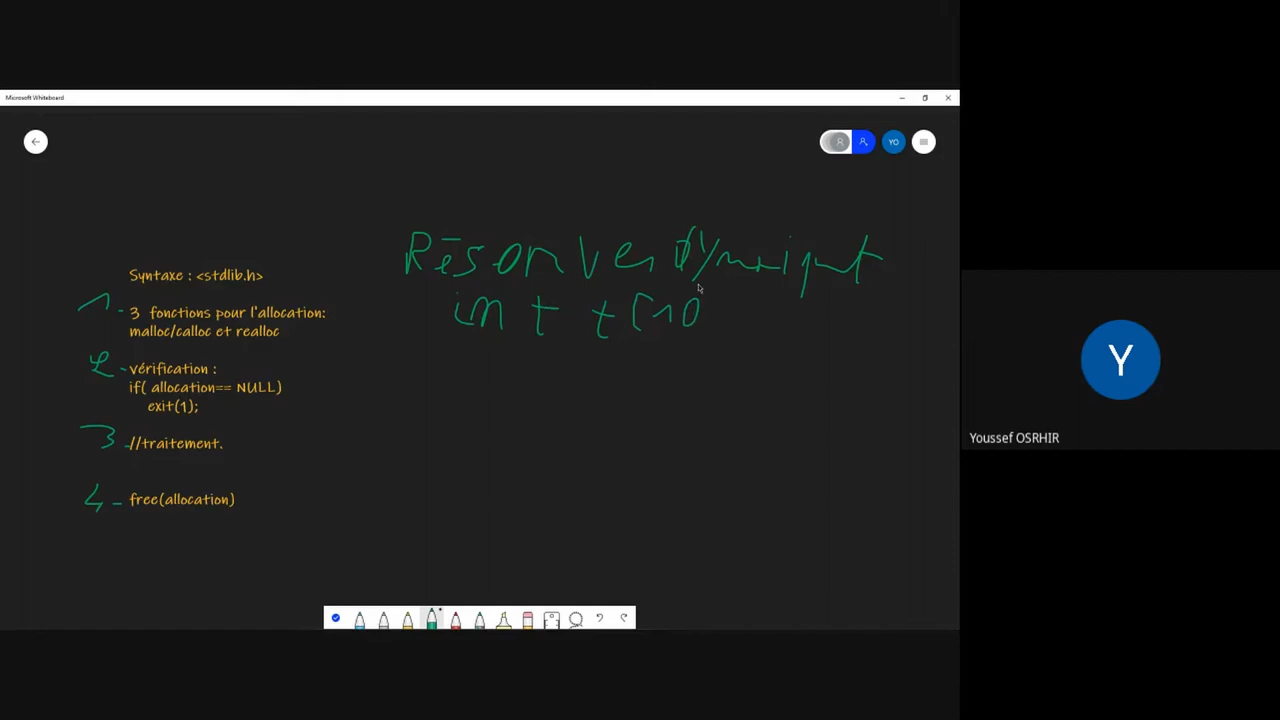 Microsoft Whiteboard
YO
Syntaxe : <stdlib.h>
1 - 3 fonctions pour l'allocation:
malloc/calloc et realloc
2 - vérification :
if( allocation== NULL)
exit(1);
3 - //traitement.
4 - free(allocation)
Réserver
int t[10
Y
Youssef OSRHIR